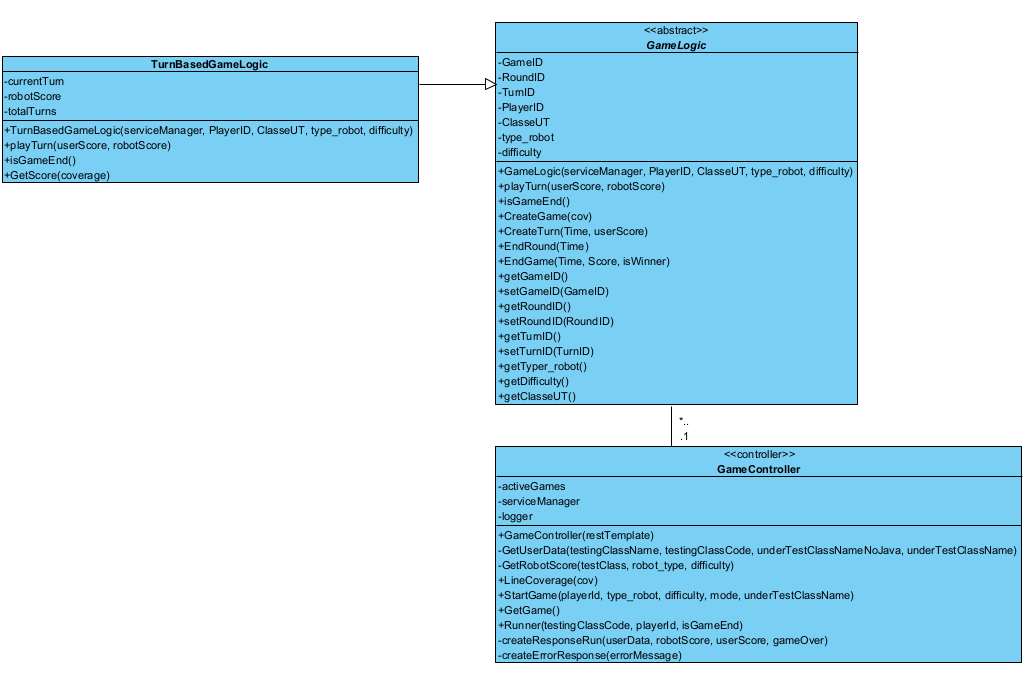 TurnBasedGameLogic
-currentTurn
-robotScore
-totalTurns
+TurnBasedGameLogic(serviceManager, PlayerID, ClasseUT, type_robot, difficulty)
+playTurn(userScore, robotScore)
+isGameEnd()
+GetScore(coverage)
<<abstract>>
GameLogic
-GameID
-RoundID
-TurnID
-PlayerID
-ClasseUT
-type_robot
-difficulty
+GameLogic(serviceManager, PlayerID, ClasseUT, type_robot, difficulty)
+playTurn(userScore, robotScore)
+isGameEnd()
+CreateGame(cov)
+CreateTurn(Time, userScore)
+EndRound(Time)
+EndGame(Time, Score, isWinner)
+getGameID()
+setGameID(GameID)
+getRoundID()
+setRoundID(RoundID)
+getTurnID()
+setTurnID(TurnID)
+getTyper_robot()
+getDifficulty()
+getClasseUT()
*..
.1
<<controller>>
GameController
-activeGames
-serviceManager
-logger
+GameController(restTemplate)
-GetUserData(testingClassName, testingClassCode, underTestClassNameNoJava, underTestClassName)
-GetRobotScore(testClass, robot_type, difficulty)
+LineCoverage(cov)
+StartGame(playerId, type_robot, difficulty, mode, underTestClassName)
+GetGame()
+Runner(testingClassCode, playerId, isGameEnd)
-createResponseRun(userData, robotScore, userScore, gameOver)
-createErrorResponse(errorMessage)